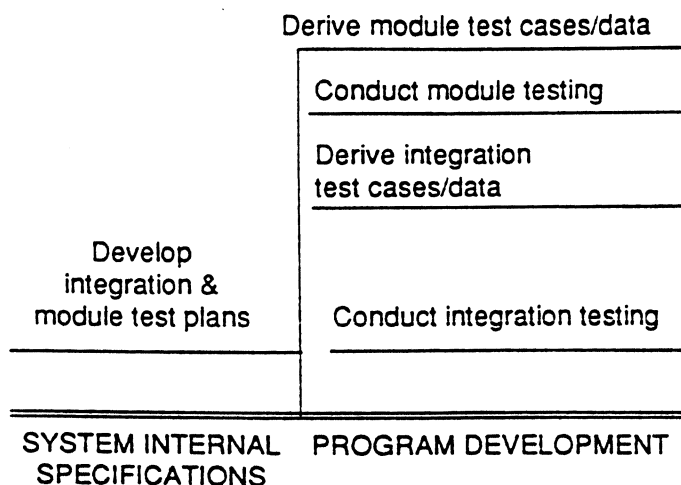 Derive module test cases/data
Conduct module testing
Derive integration
test cases/data
Develop
integration &
module test plans
Conduct integration testing
SYSTEM INTERNAL
SPECIFICATIONS
PROGRAM DEVELOPMENT